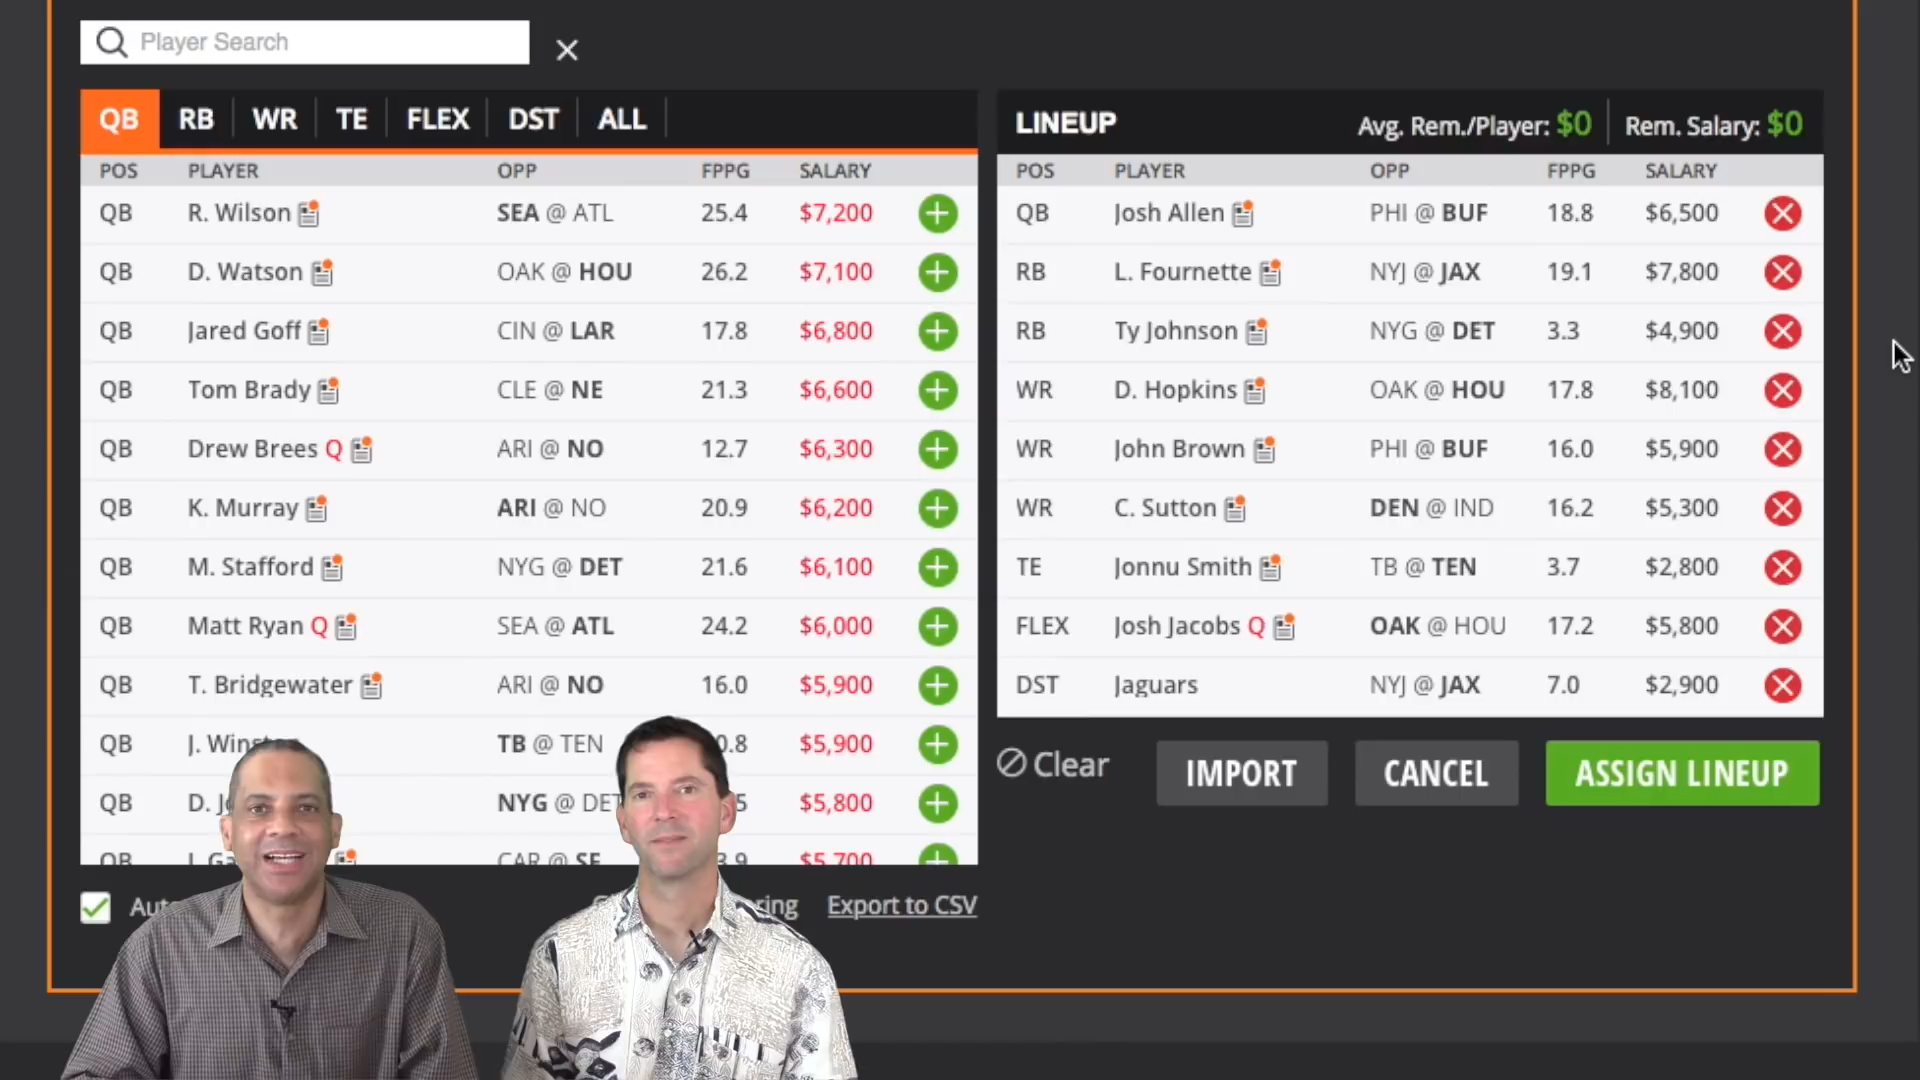 Player Search
QB RB WR TE FLEX DST ALL
POS PLAYER OPP FPPG SALARY
QB R. Wilson SEA @ ATL 25.4 $7,200
QB D. Watson OAK @ HOU 26.2 $7,100
QB Jared Goff CIN @ LAR 17.8 $6,800
QB Tom Brady CLE @ NE 21.3 $6,600
QB Drew Brees Q ARI @ NO 12.7 $6,300
QB K. Murray ARI @ NO 20.9 $6,200
QB M. Stafford NYG @ DET 21.6 $6,100
QB Matt Ryan Q SEA @ ATL 24.2 $6,000
QB T. Bridgewater ARI @ NO 16.0 $5,900
QB J. TB @ TEN $5,900
QB D. NYG @ DET $5,800
QB CAR @ SF $5,700
Export to CSV
LINEUP Avg. Rem./Player: $0 Rem. Salary: $0
POS PLAYER OPP FPPG SALARY
QB Josh Allen PHI @ BUF 18.8 $6,500
RB L. Fournette NYJ @ JAX 19.1 $7,800
RB Ty Johnson NYG @ DET 3.3 $4,900
WR D. Hopkins OAK @ HOU 17.8 $8,100
WR John Brown PHI @ BUF 16.0 $5,900
WR C. Sutton DEN @ IND 16.2 $5,300
TE Jonnu Smith TB @ TEN 3.7 $2,800
FLEX Josh Jacobs Q OAK @ HOU 17.2 $5,800
DST Jaguars NYJ @ JAX 7.0 $2,900
Clear IMPORT CANCEL ASSIGN LINEUP